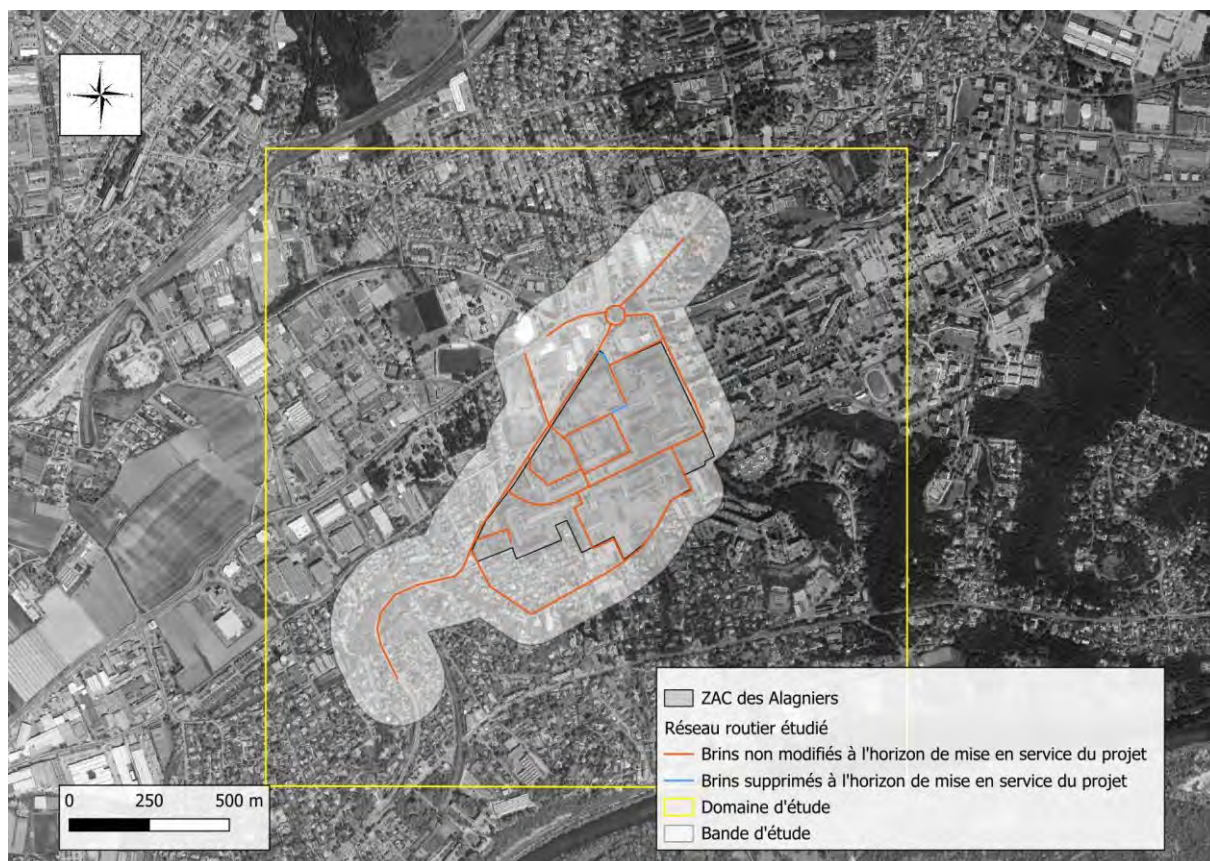 ZAC des Alagniers
Réseau routier étudié
Brins non modifiés à l'horizon de mise en service du projet
Brins supprimés à l'horizon de mise en service du projet
Domaine d'étude
Bande d'étude
0 250 500 m